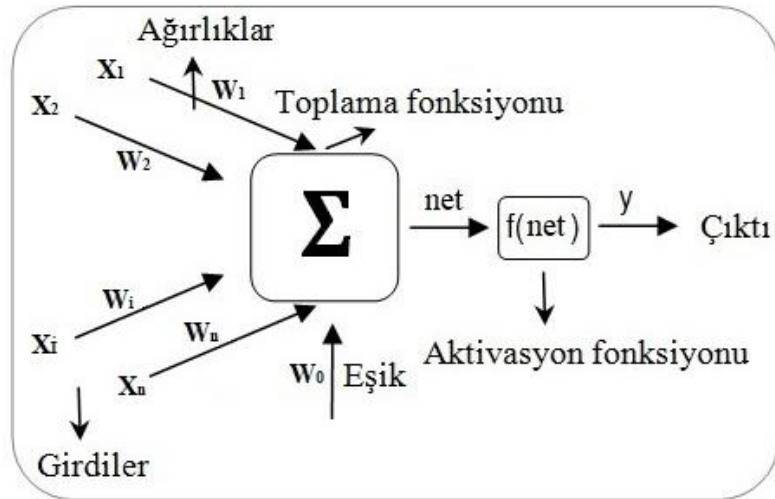 Ağırlıklar
X1
W1
X2
W2
Toplama fonksiyonu
Σ
net
f(net)
y
Çıktı
Wi
Xi
Wn
Xn
W0
Eşik
Aktivasyon fonksiyonu
Girdiler